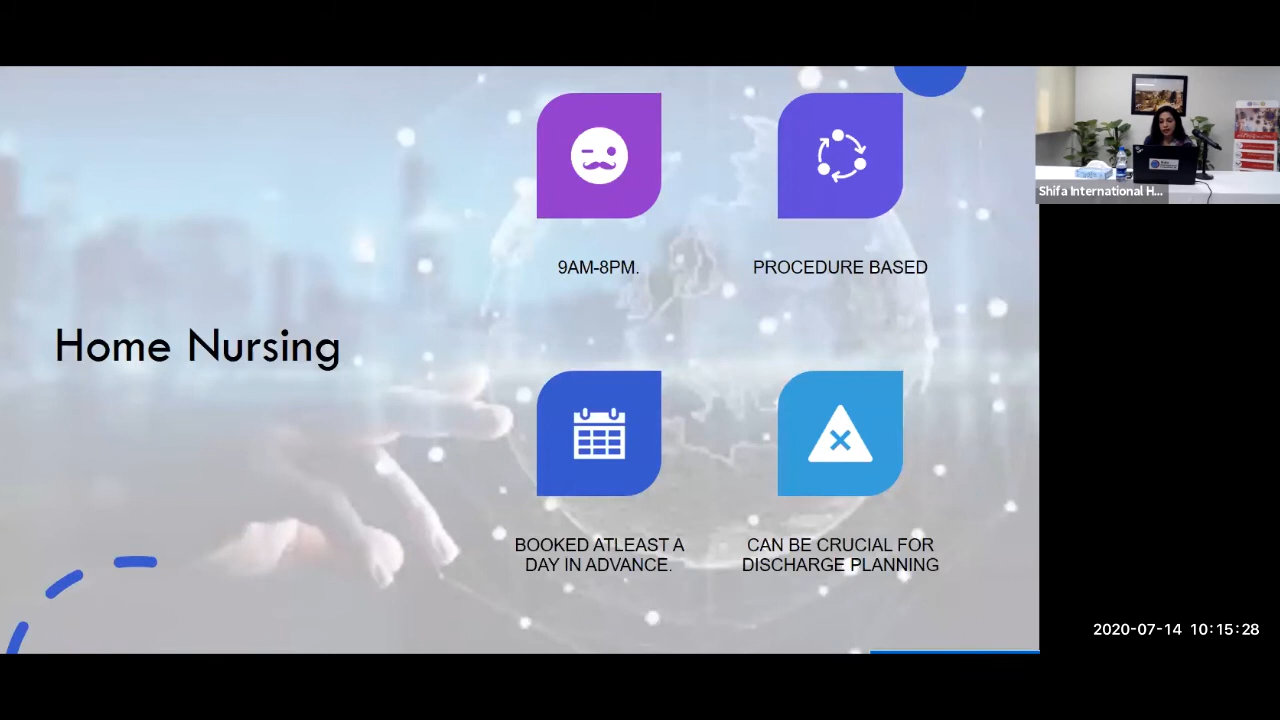 Home Nursing
9AM-8PM.
PROCEDURE BASED
BOOKED ATLEAST A
DAY IN ADVANCE.
CAN BE CRUCIAL FOR
DISCHARGE PLANNING
Shifa International H...
2020-07-14 10:15:28